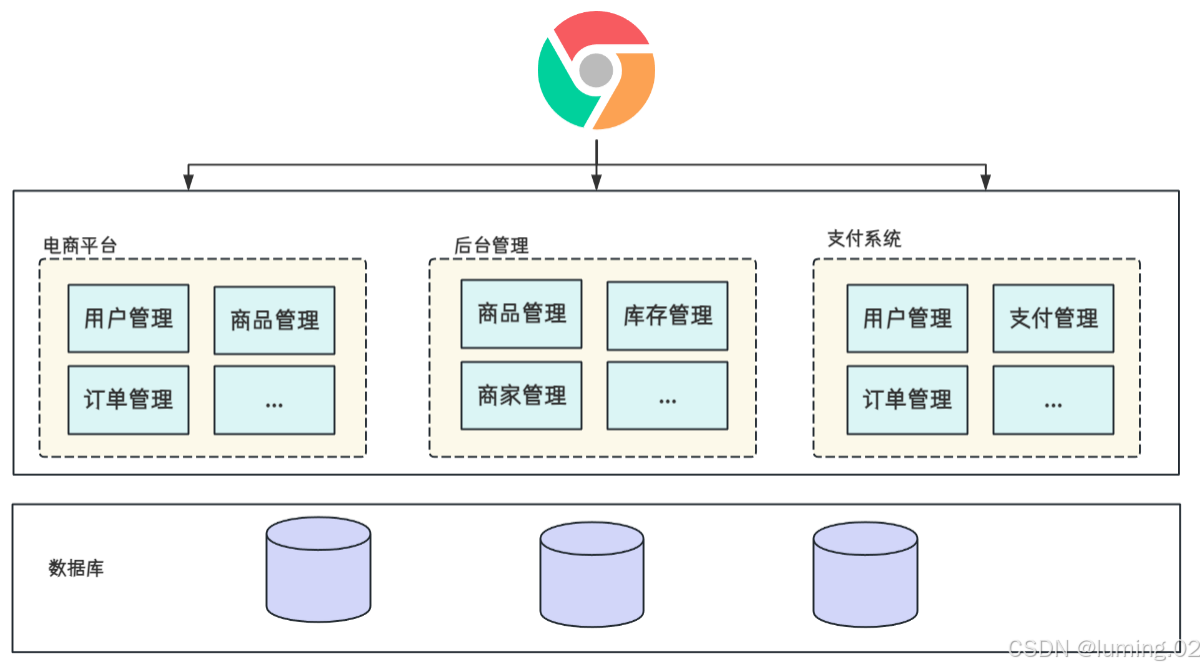 电商平台
用户管理
商品管理
订单管理
...
后台管理
商品管理
库存管理
商家管理
...
支付系统
用户管理
支付管理
订单管理
...
数据库
CSDN @luming.02